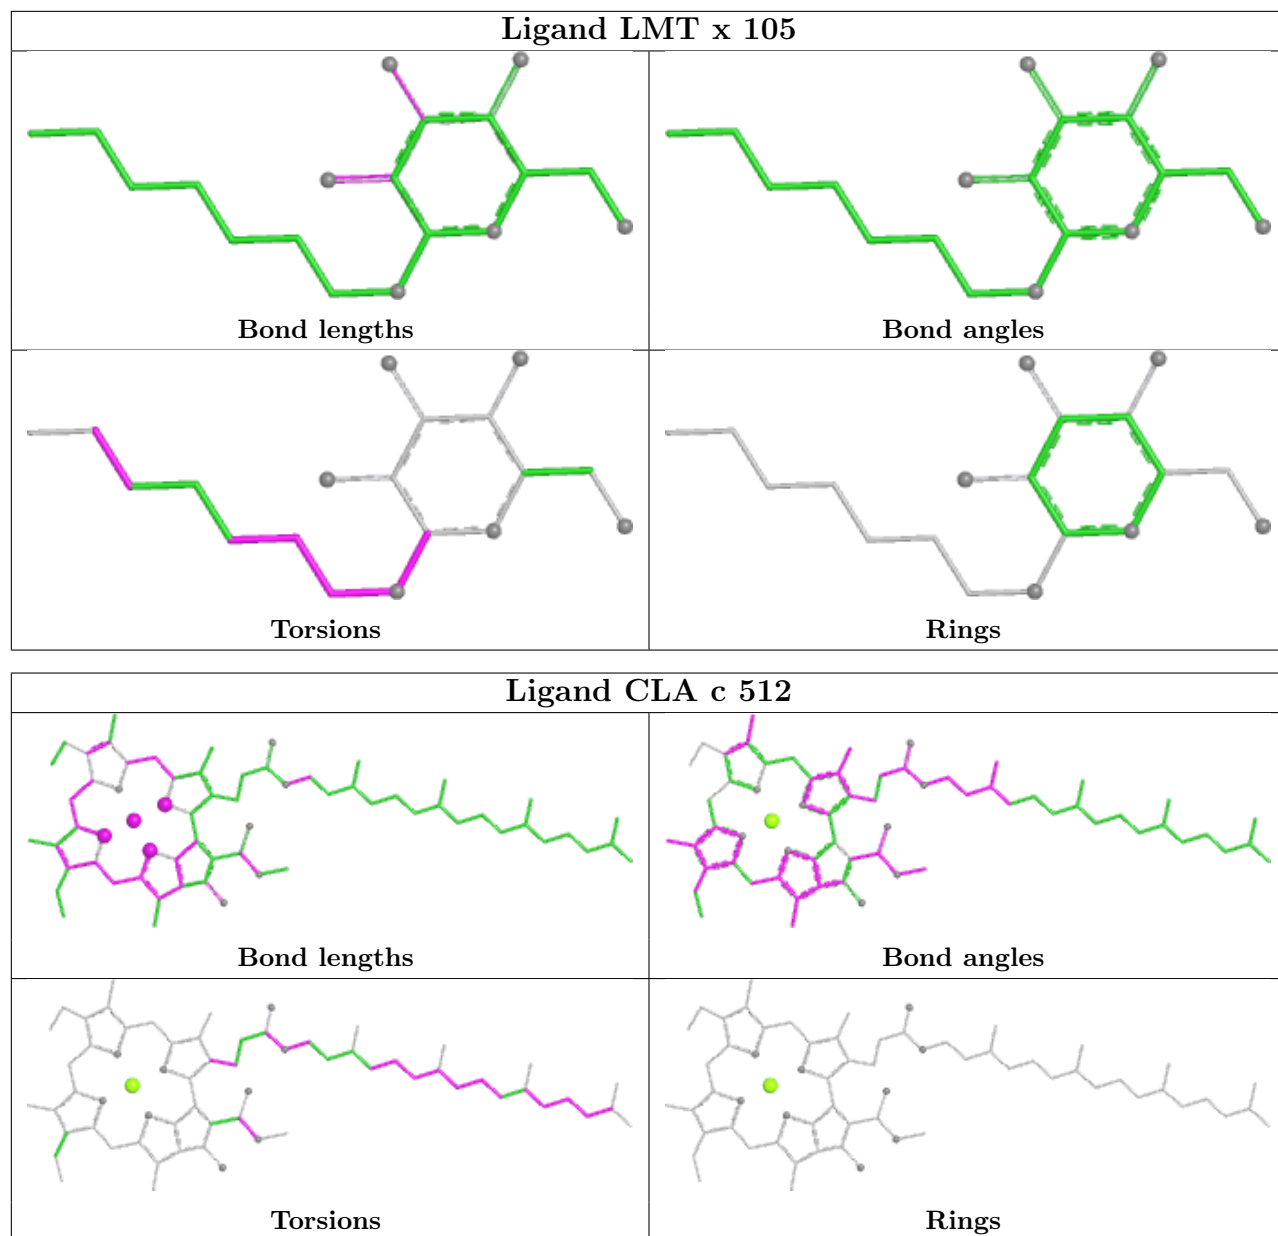 Ligand LMT x 105
Bond lengths
Bond angles
Torsions
Rings
Ligand CLA c 512
Bond lengths
Bond angles
Torsions
Rings